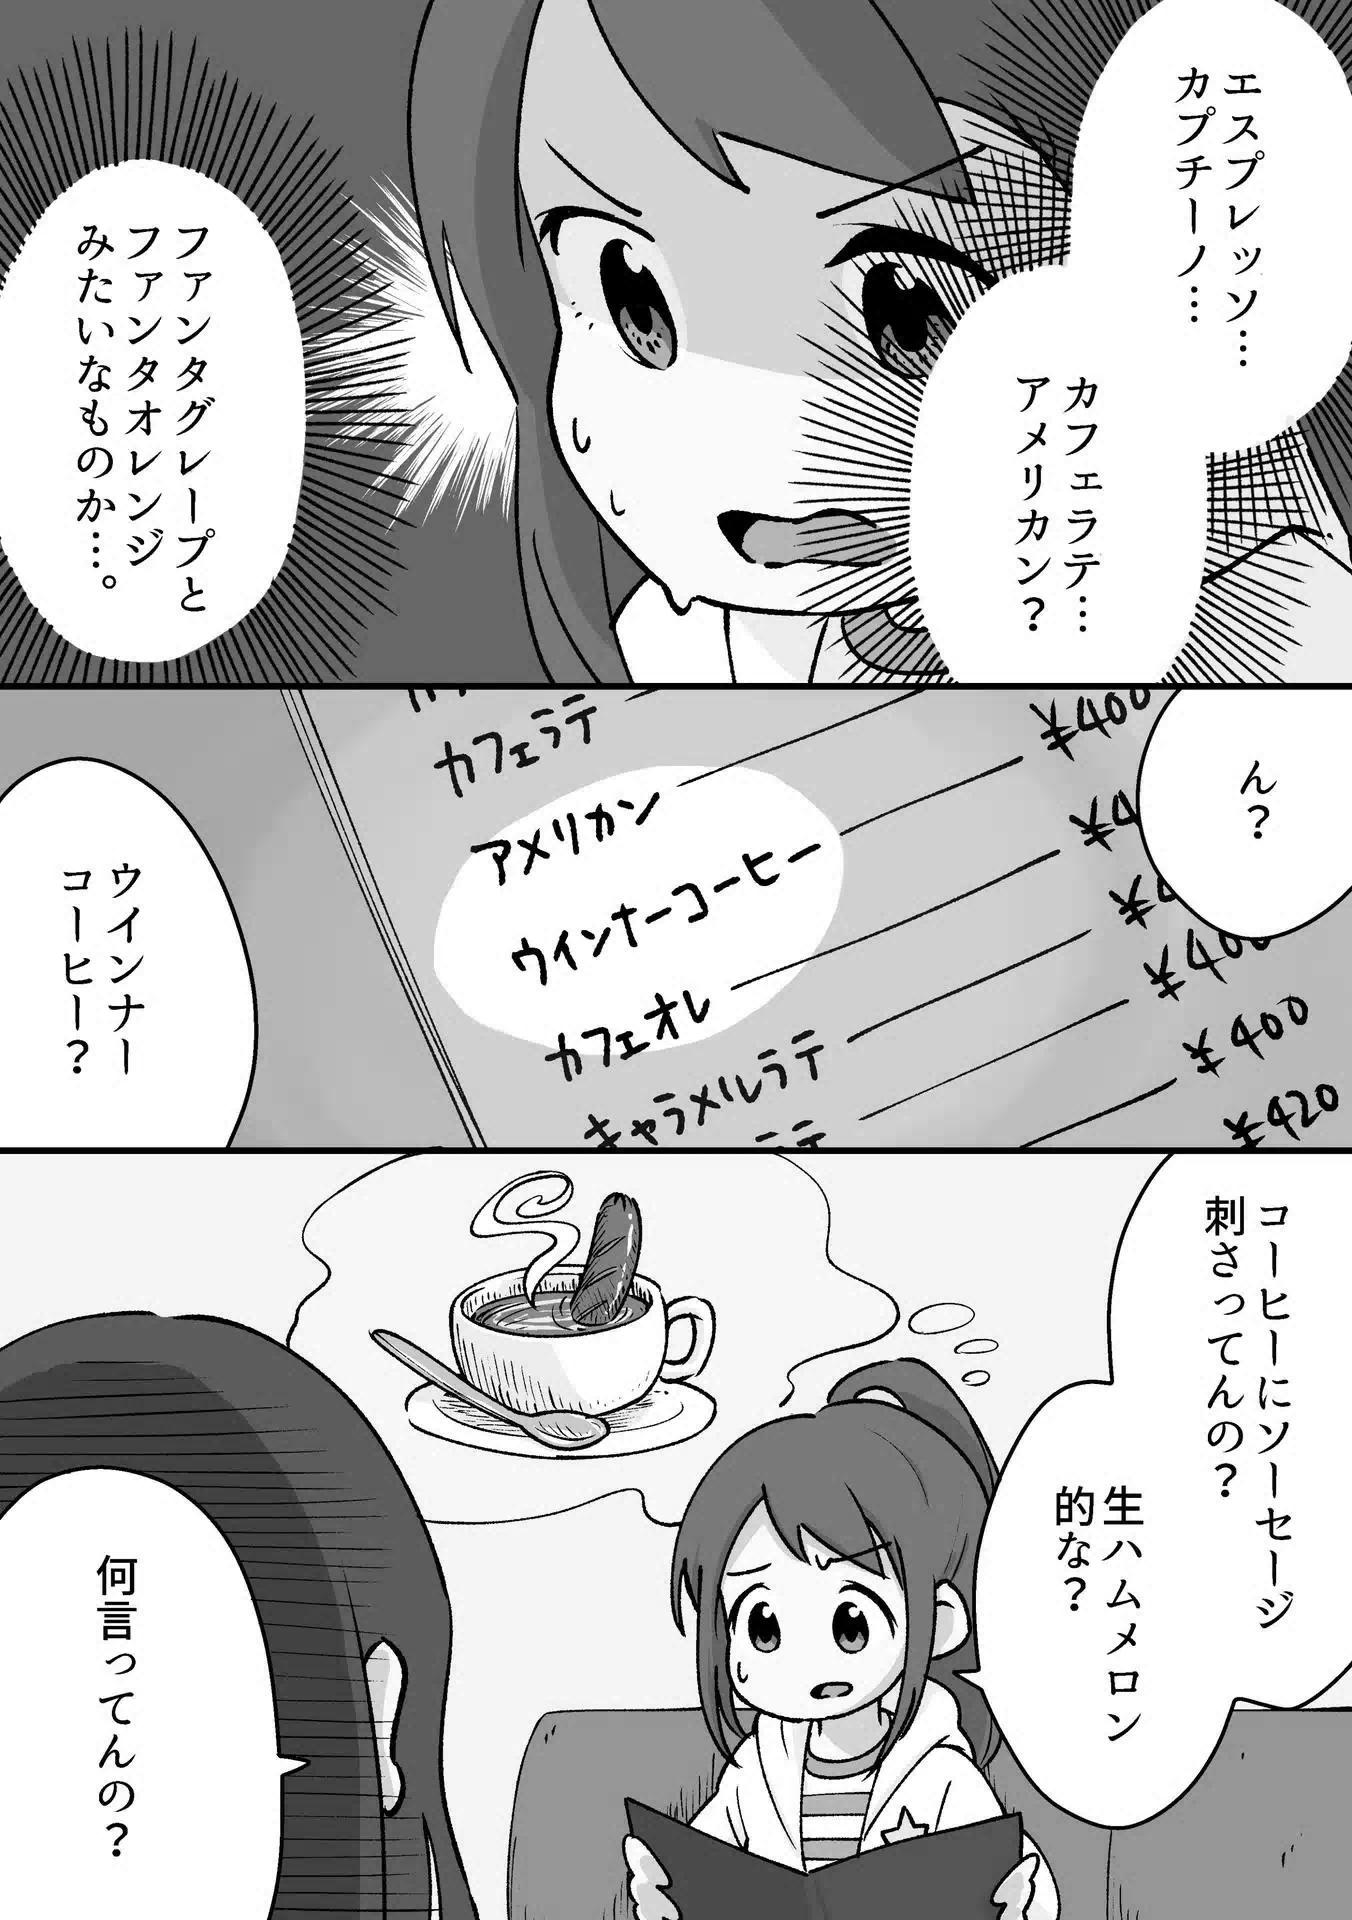 エスプレッソ…
カプチーノ…
カフェラテ…
アメリカン？
ファンタグレープと
ファンタオレンジ
みたいなものか…。
ん？
カフェラテ
¥400
アメリカン
ウインナーコーヒー
カフェオレ
¥400
キャラメルラテ
¥400
ラテ
¥420
ウインナー
コーヒー？
コーヒーにソーセージ
刺さってんの？
生ハムメロン
的な？
何言ってんの？